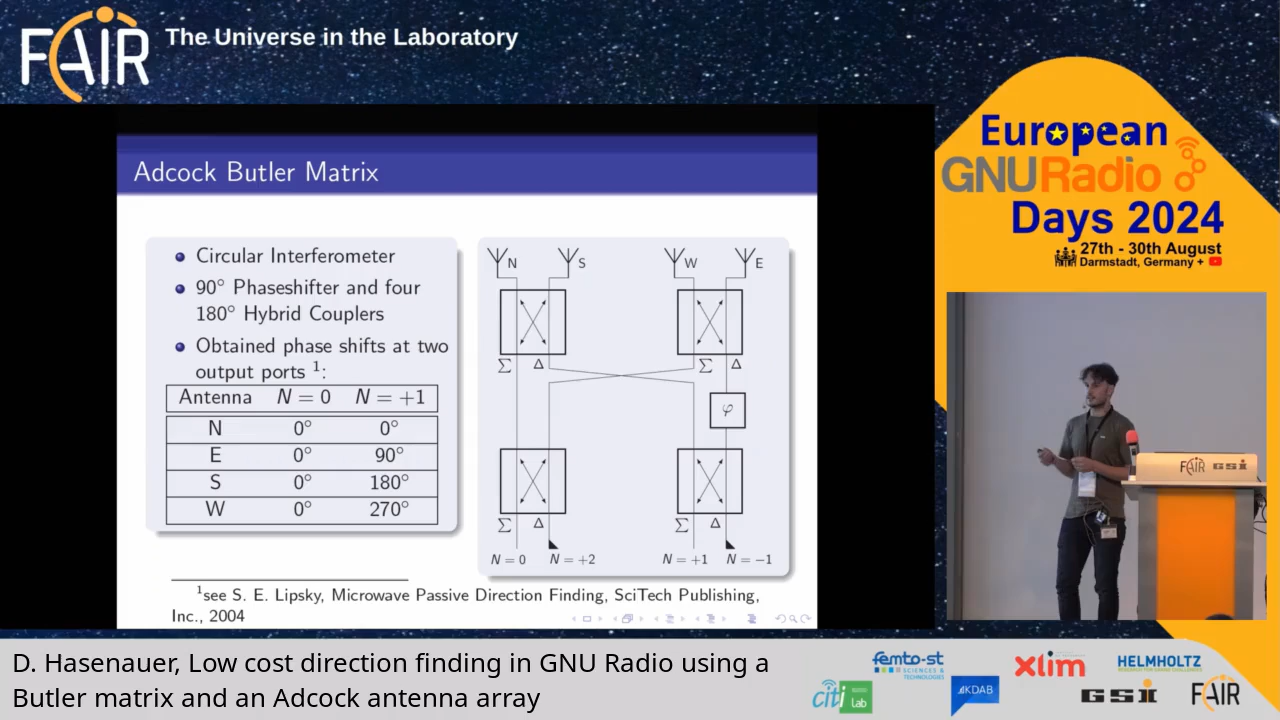 FAIR
The Universe in the Laboratory
European
GNURadio
Days 2024
27th - 30th August
Darmstadt, Germany +
Adcock Butler Matrix
Circular Interferometer
90° Phaseshifter and four
180° Hybrid Couplers
Obtained phase shifts at two
output ports 1:
Antenna N = 0 N = +1
N 0° 0°
E 0° 90°
S 0° 180°
W 0° 270°
N S W E
Σ Δ Σ Δ
φ
Σ Δ Σ Δ
N = 0 N = +2 N = +1 N = −1
1see S. E. Lipsky, Microwave Passive Direction Finding, SciTech Publishing,
Inc., 2004
FAIR GSI
D. Hasenauer, Low cost direction finding in GNU Radio using a
Butler matrix and an Adcock antenna array
femto-st
SCIENCES &
TECHNOLOGIES
xlim
HELMHOLTZ
citi
Lab
KDAB
GSI
FAIR